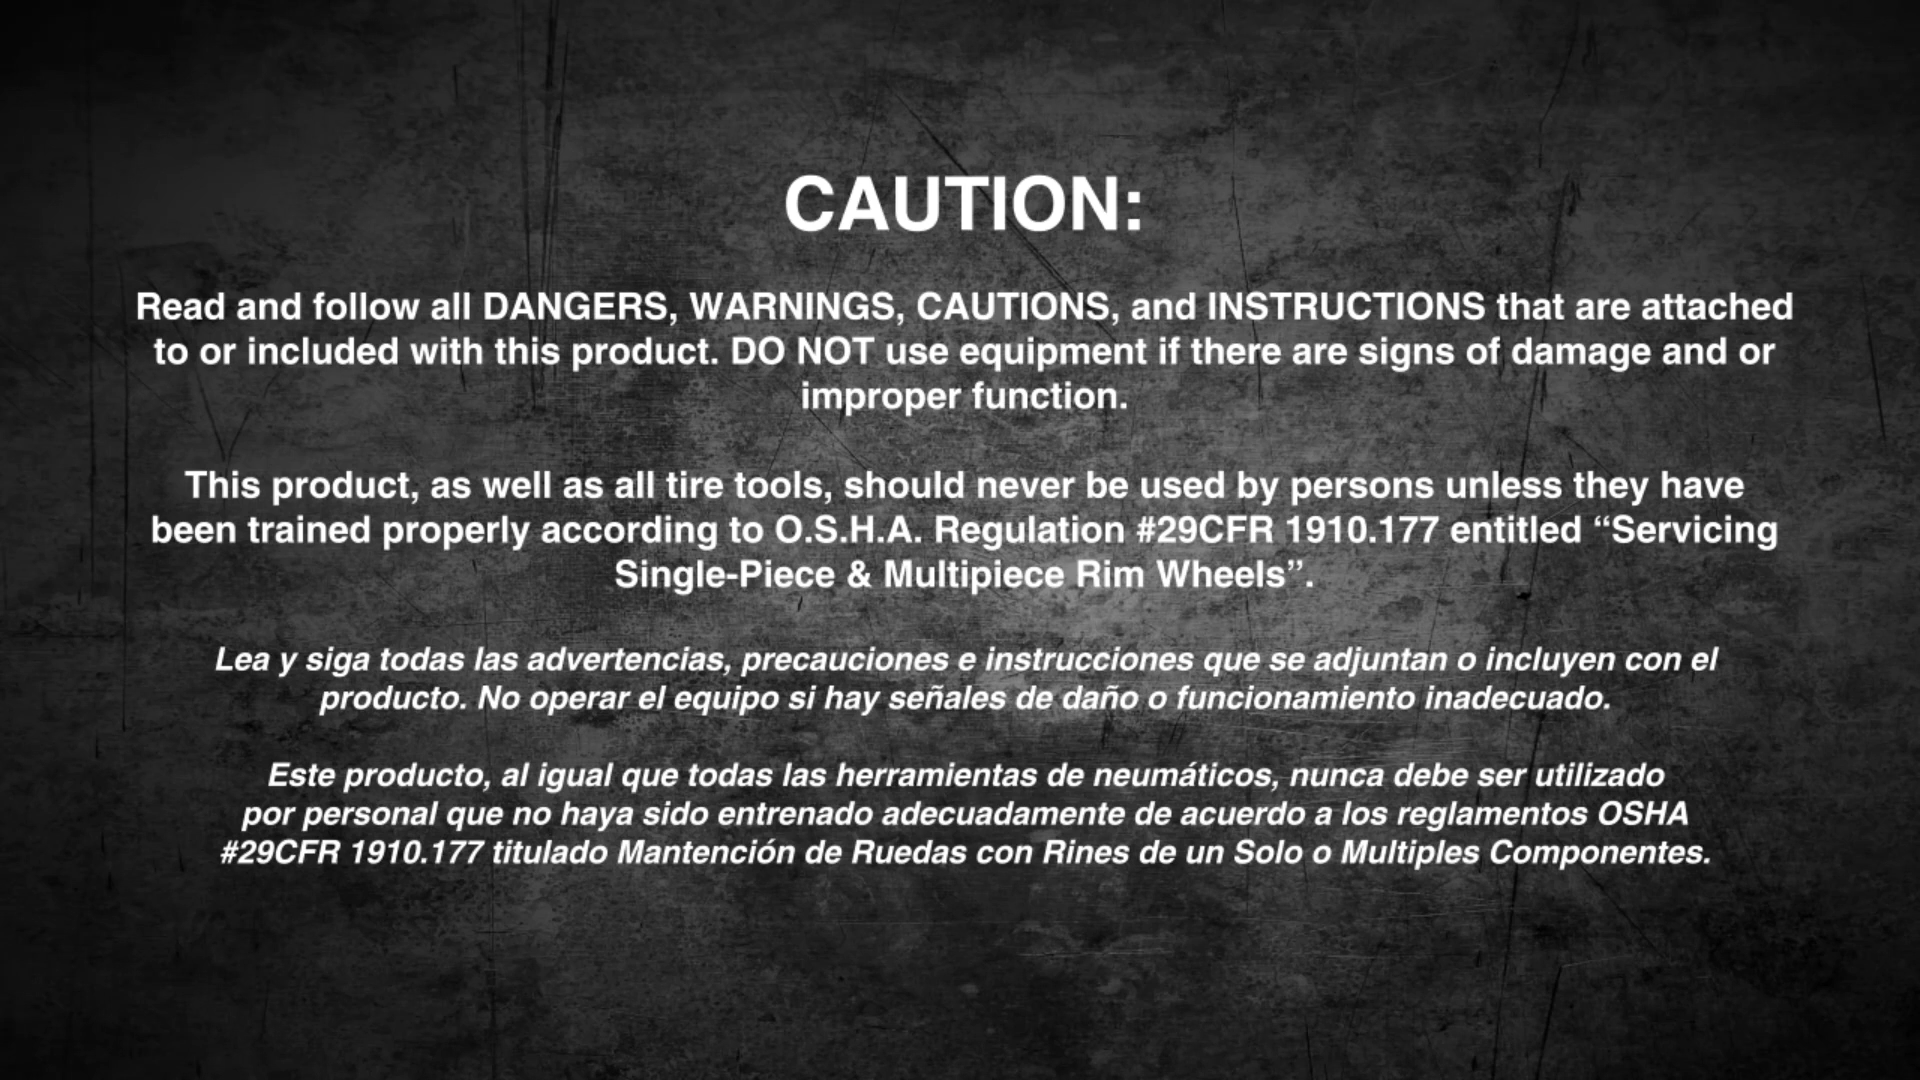 CAUTION:
Read and follow all DANGERS, WARNINGS, CAUTIONS, and INSTRUCTIONS that are attached
to or included with this product. DO NOT use equipment if there are signs of damage and or
improper function.
This product, as well as all tire tools, should never be used by persons unless they have
been trained properly according to O.S.H.A. Regulation #29CFR 1910.177 entitled “Servicing
Single-Piece & Multipiece Rim Wheels”.
Lea y siga todas las advertencias, precauciones e instrucciones que se adjuntan o incluyen con el
producto. No operar el equipo si hay señales de daño o funcionamiento inadecuado.
Este producto, al igual que todas las herramientas de neumáticos, nunca debe ser utilizado
por personal que no haya sido entrenado adecuadamente de acuerdo a los reglamentos OSHA
#29CFR 1910.177 titulado Mantención de Ruedas con Rines de un Solo o Multiples Componentes.